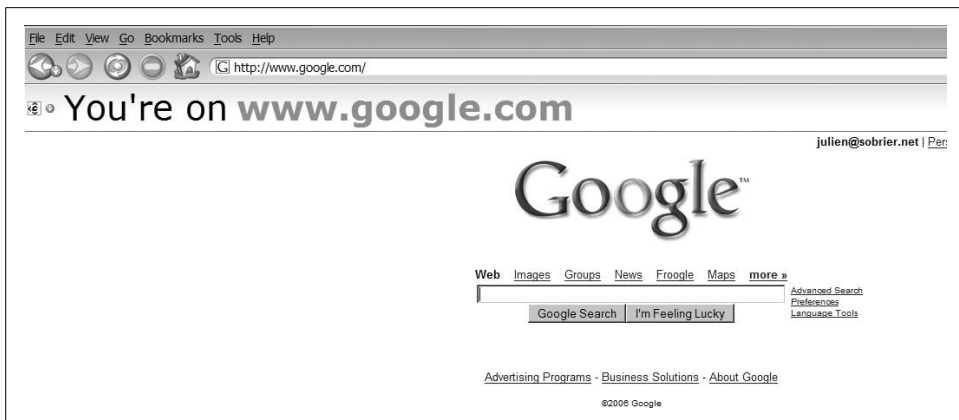 File Edit View Go Bookmarks Tools Help
G http://www.google.com/
You're on www.google.com
julien@sobrier.net | Pers
Google™
Web Images Groups News Froogle Maps more »
Advanced Search
Preferences
Language Tools
Google Search I'm Feeling Lucky
Advertising Programs - Business Solutions - About Google
©2006 Google